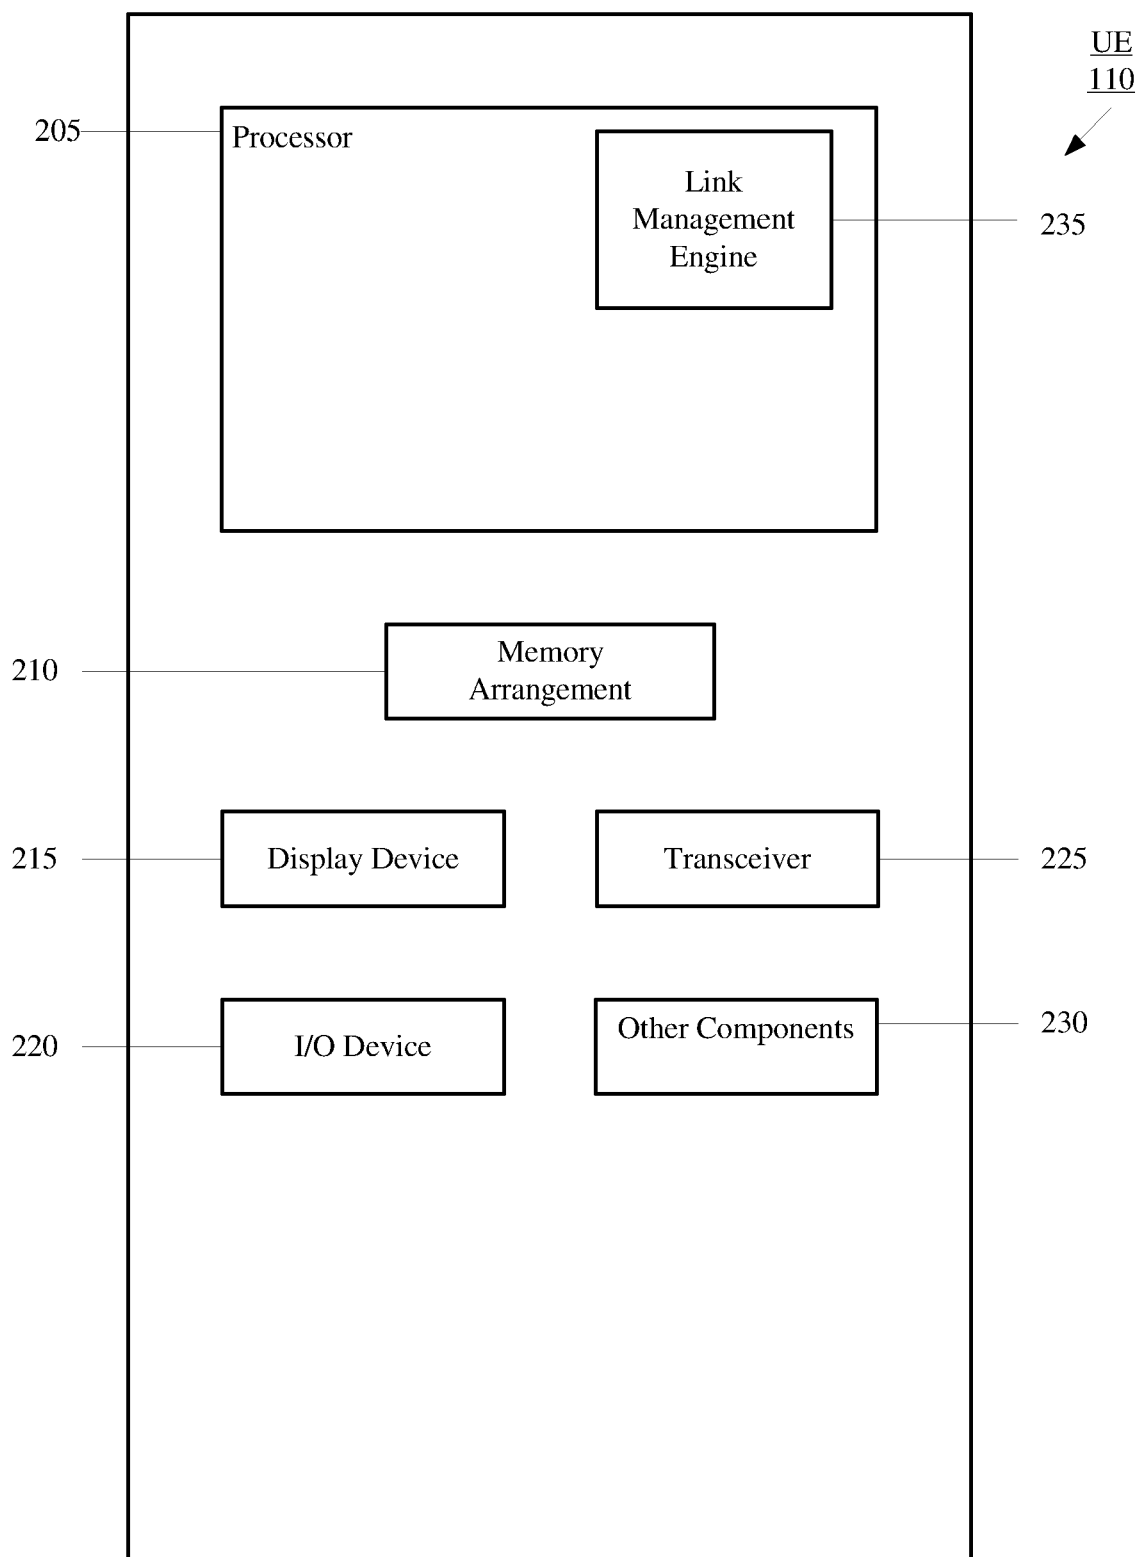 UE
110
205
Processor
Link
Management
Engine
235
210
Memory
Arrangement
215
Display Device
Transceiver
225
220
I/O Device
Other Components
230